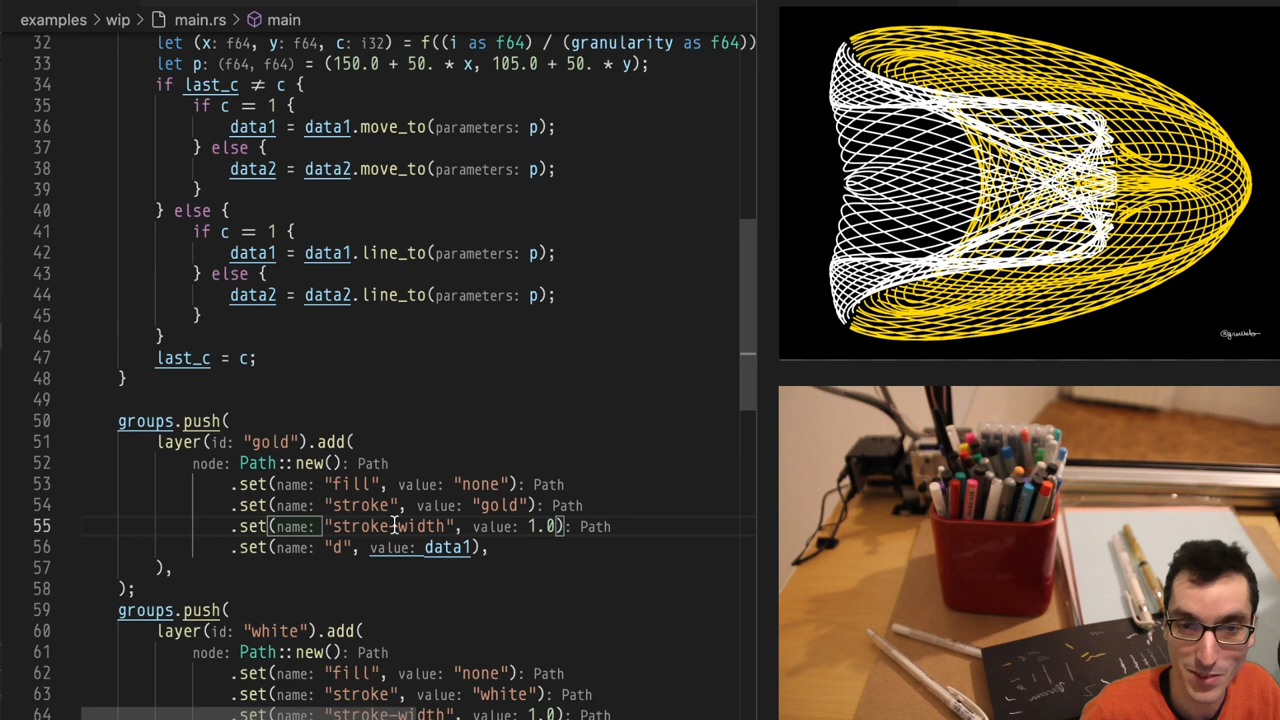 examples > wip > main.rs > main
32 let (x: f64, y: f64, c: i32) = f((i as f64) / (granularity as f64))
33 let p: (f64, f64) = (150.0 + 50. * x, 105.0 + 50. * y);
34 if last_c ≠ c {
35 if c == 1 {
36 data1 = data1.move_to(parameters: p);
37 } else {
38 data2 = data2.move_to(parameters: p);
39 }
40 } else {
41 if c == 1 {
42 data1 = data1.line_to(parameters: p);
43 } else {
44 data2 = data2.line_to(parameters: p);
45 }
46 }
47 last_c = c;
48 }
49
50 groups.push(
51 layer(id: "gold").add(
52 node: Path::new(): Path
53 .set(name: "fill", value: "none"): Path
54 .set(name: "stroke", value: "gold"): Path
55 .set(name: "stroke-width", value: 1.0): Path
56 .set(name: "d", value: data1),
57 ),
58 );
59 groups.push(
60 layer(id: "white").add(
61 node: Path::new(): Path
62 .set(name: "fill", value: "none"): Path
63 .set(name: "stroke", value: "white"): Path
64 .set(name: "stroke-width", value: 1.0): Path